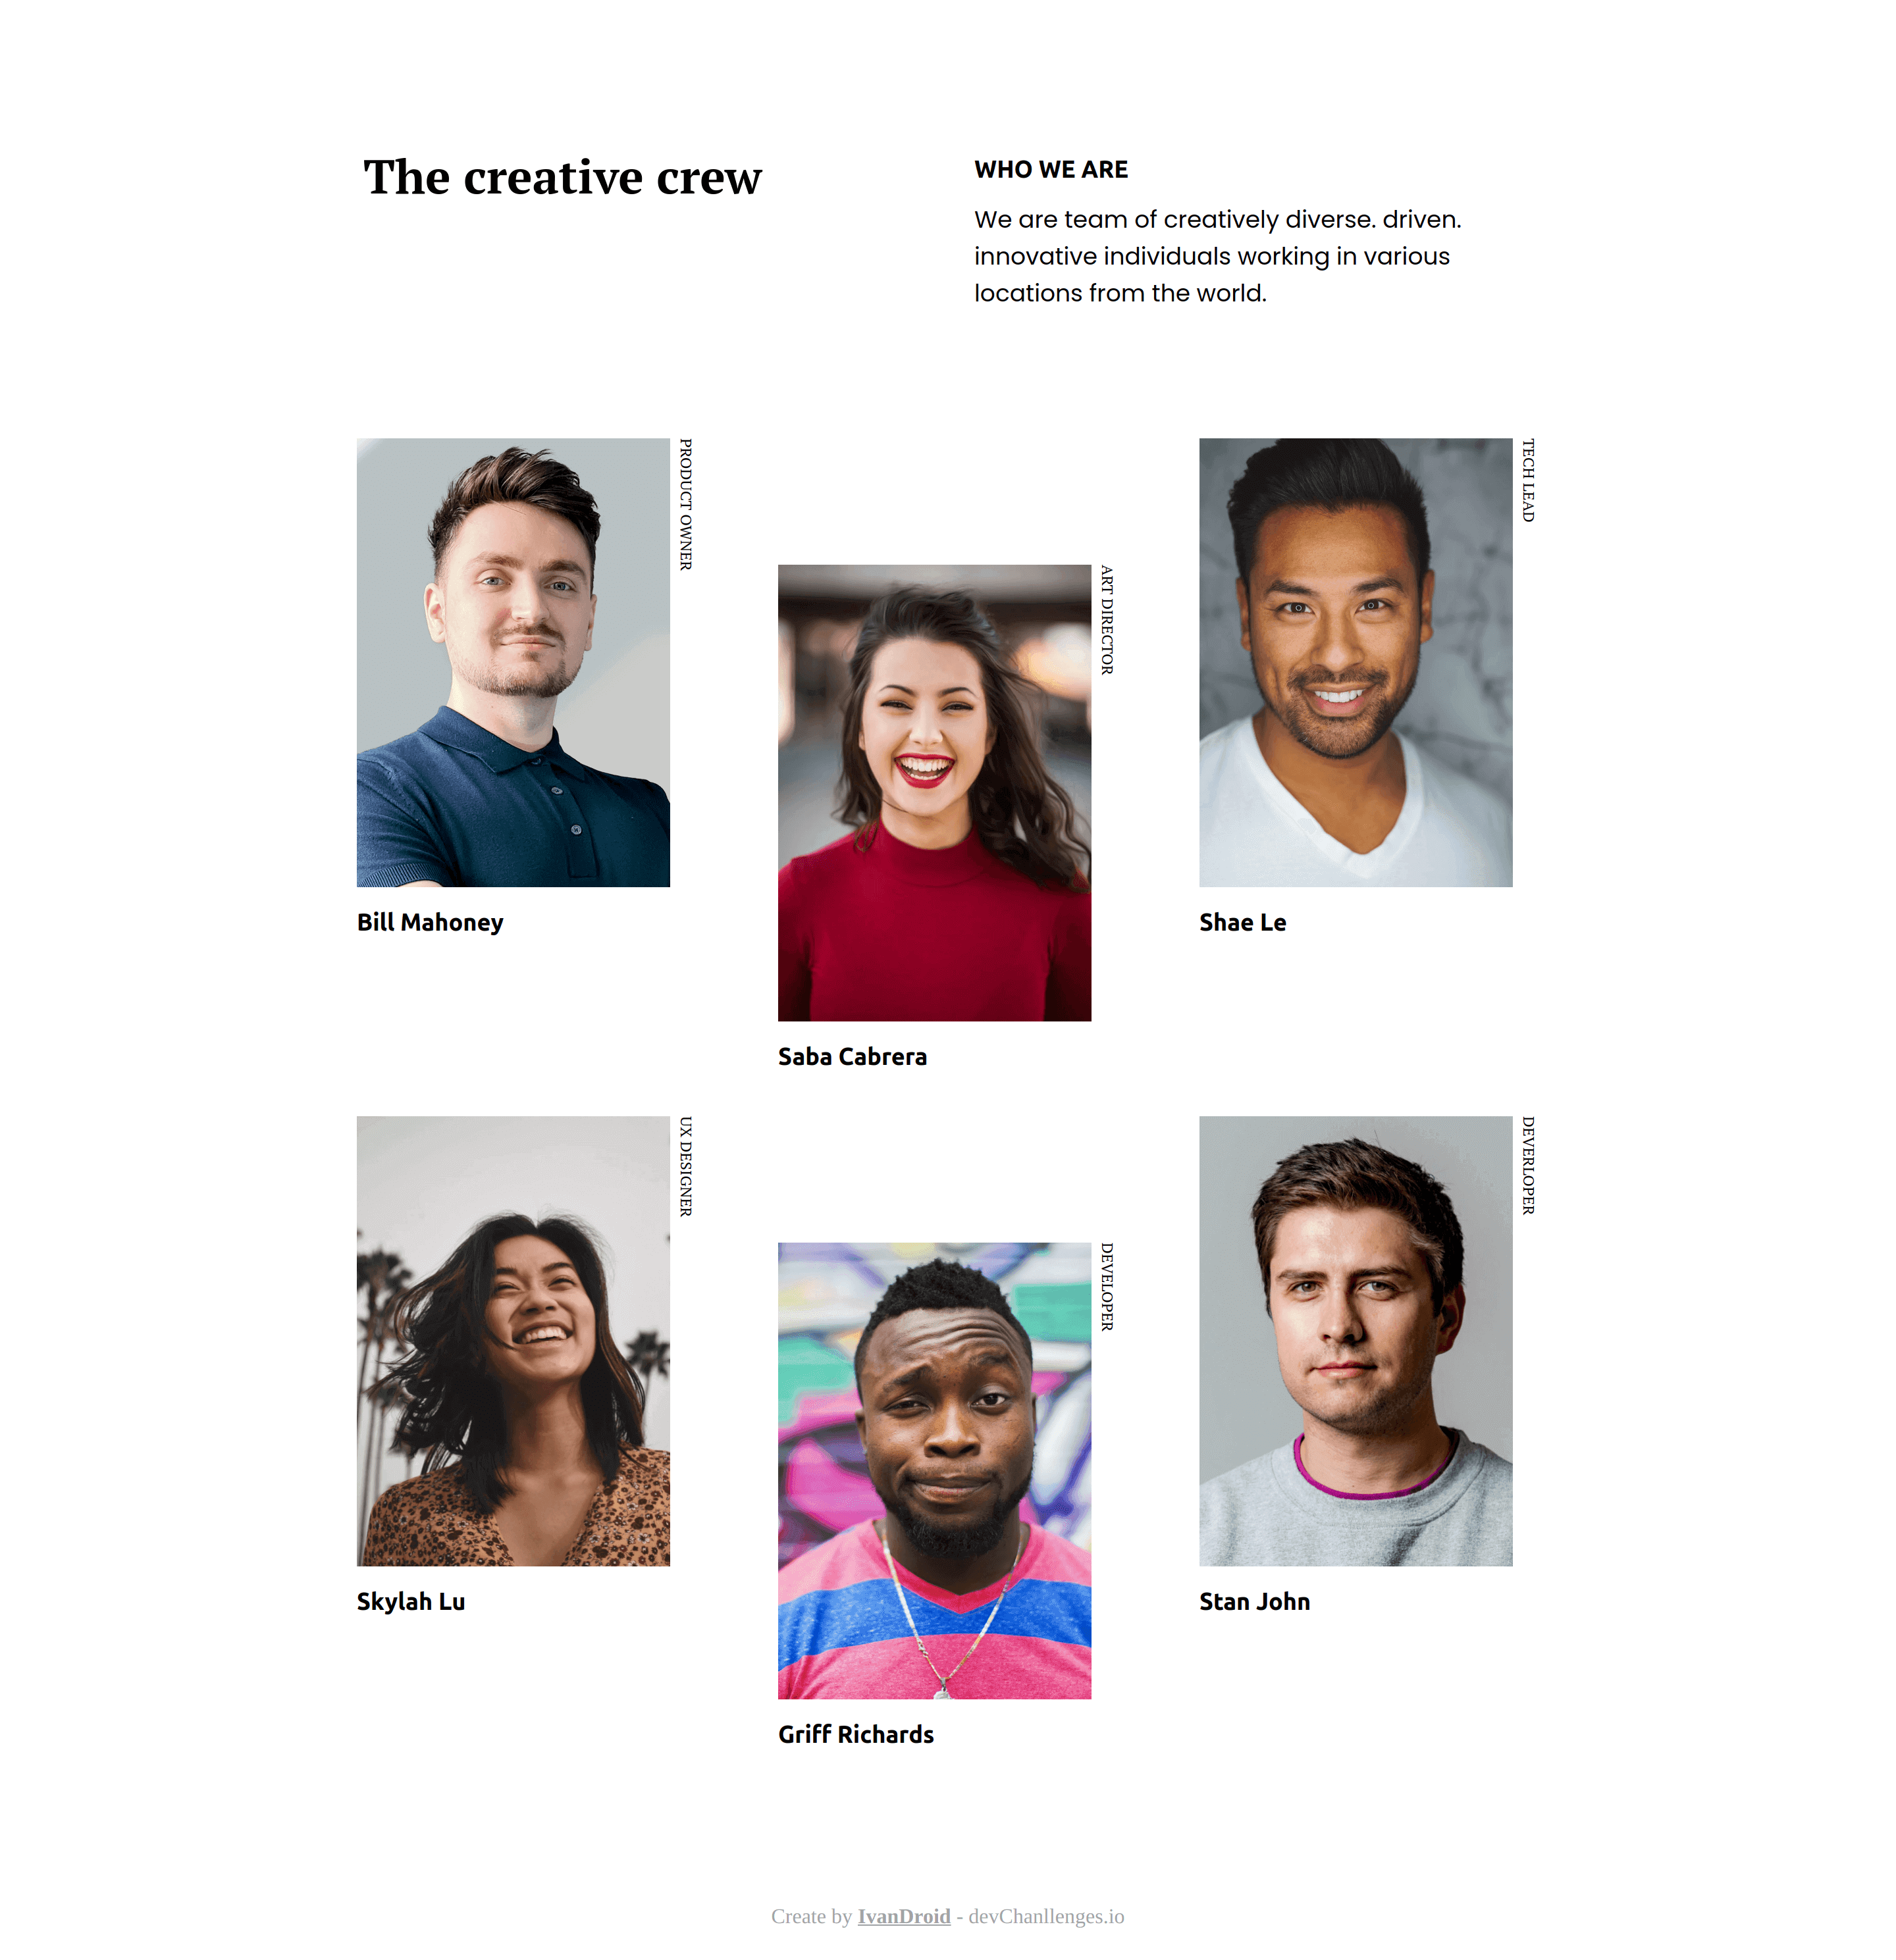 The creative crew
WHO WE ARE
We are team of creatively diverse. driven.
innovative individuals working in various
locations from the world.
PRODUCT OWNER
Bill Mahoney
ART DIRECTOR
Saba Cabrera
TECH LEAD
Shae Le
UX DESIGNER
Skylah Lu
DEVELOPER
Griff Richards
DEVERLOPER
Stan John
Create by IvanDroid - devChanllenges.io